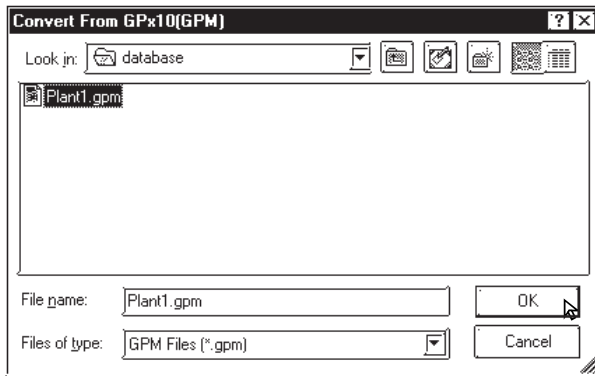 Convert From GPx10(GPM)
Look in: database
Plant1.gpm
File name: Plant1.gpm OK
Files of type: GPM Files (*.gpm) Cancel